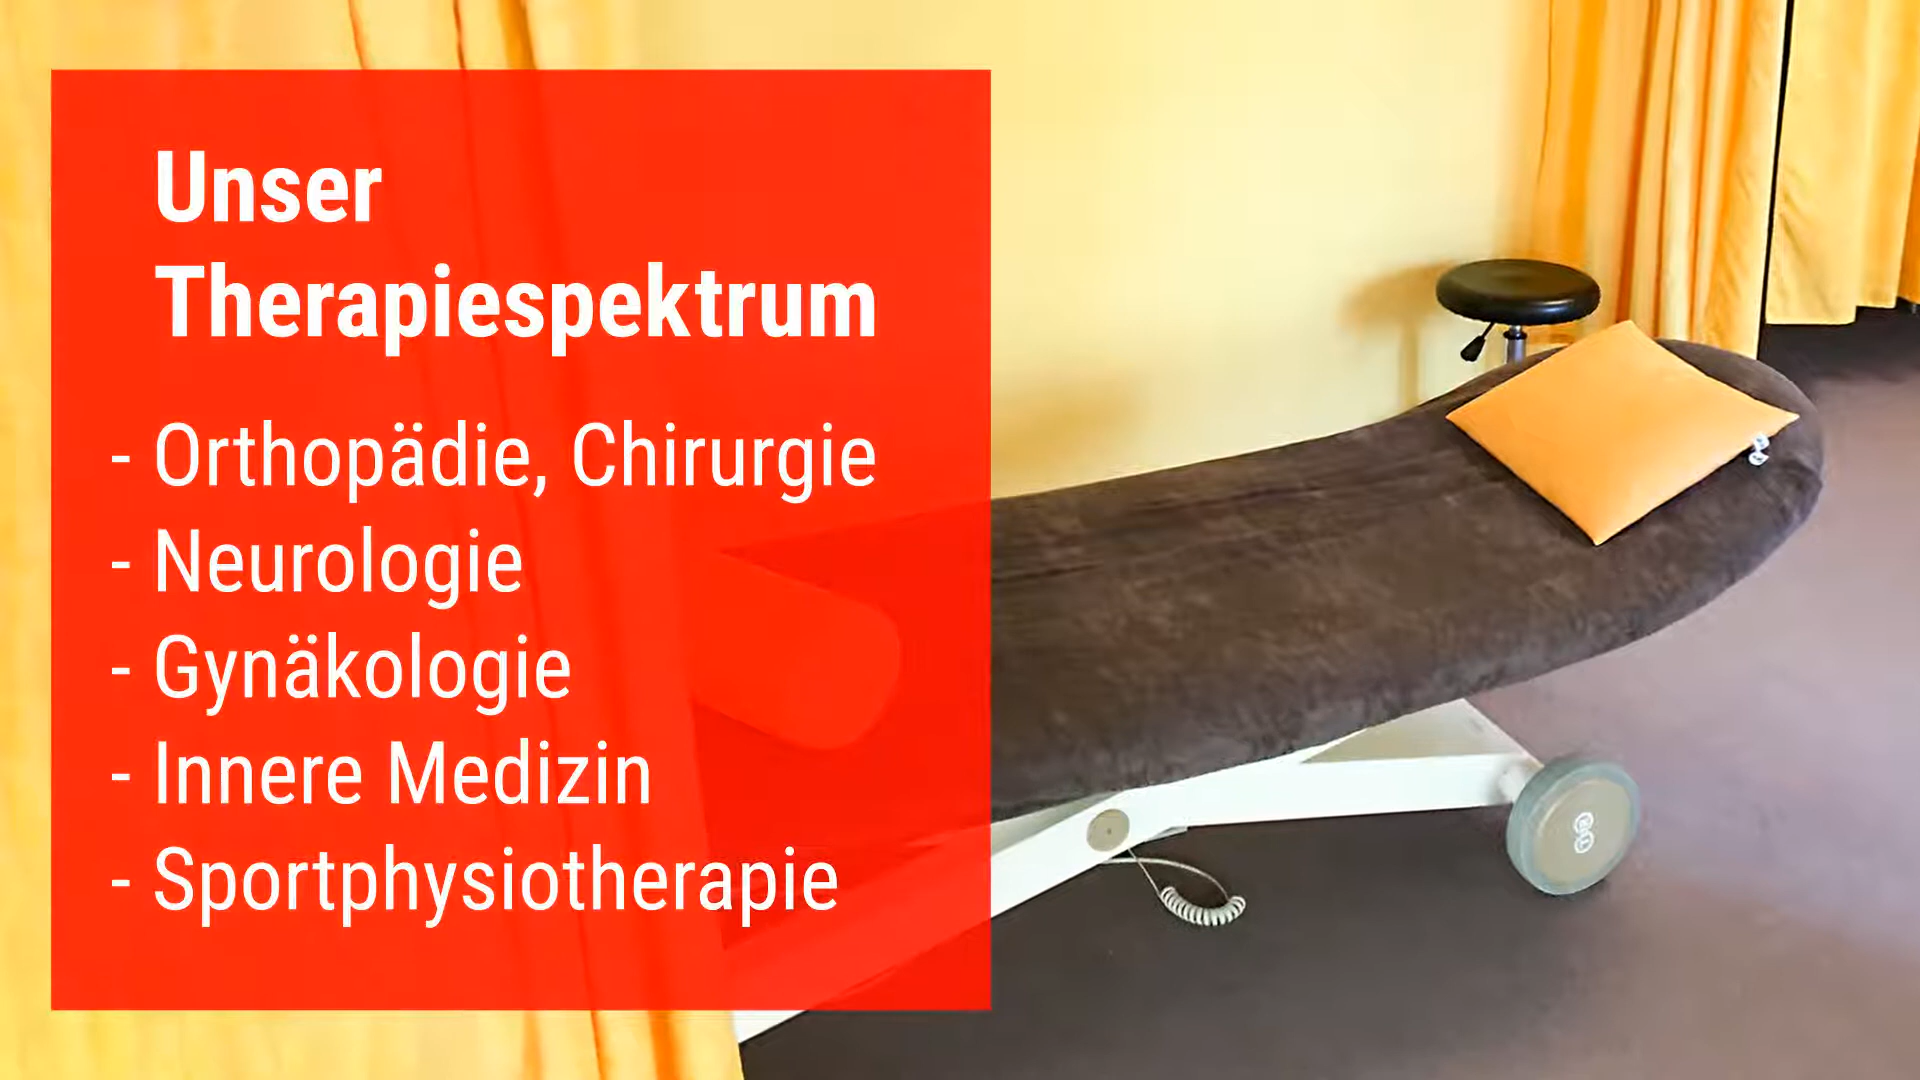 Unser
Therapiespektrum
- Orthopädie, Chirurgie
- Neurologie
- Gynäkologie
- Innere Medizin
- Sportphysiotherapie